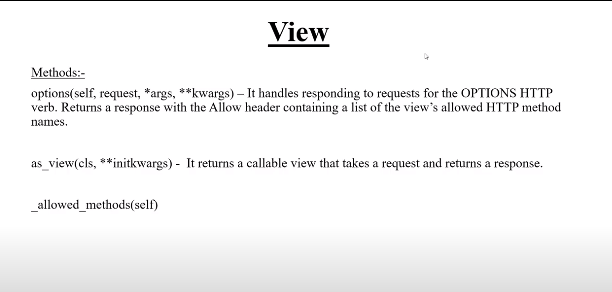 View
Methods:-
options(self, request, *args, **kwargs) – It handles responding to requests for the OPTIONS HTTP
verb. Returns a response with the Allow header containing a list of the view’s allowed HTTP method
names.
as_view(cls, **initkwargs) - It returns a callable view that takes a request and returns a response.
_allowed_methods(self)